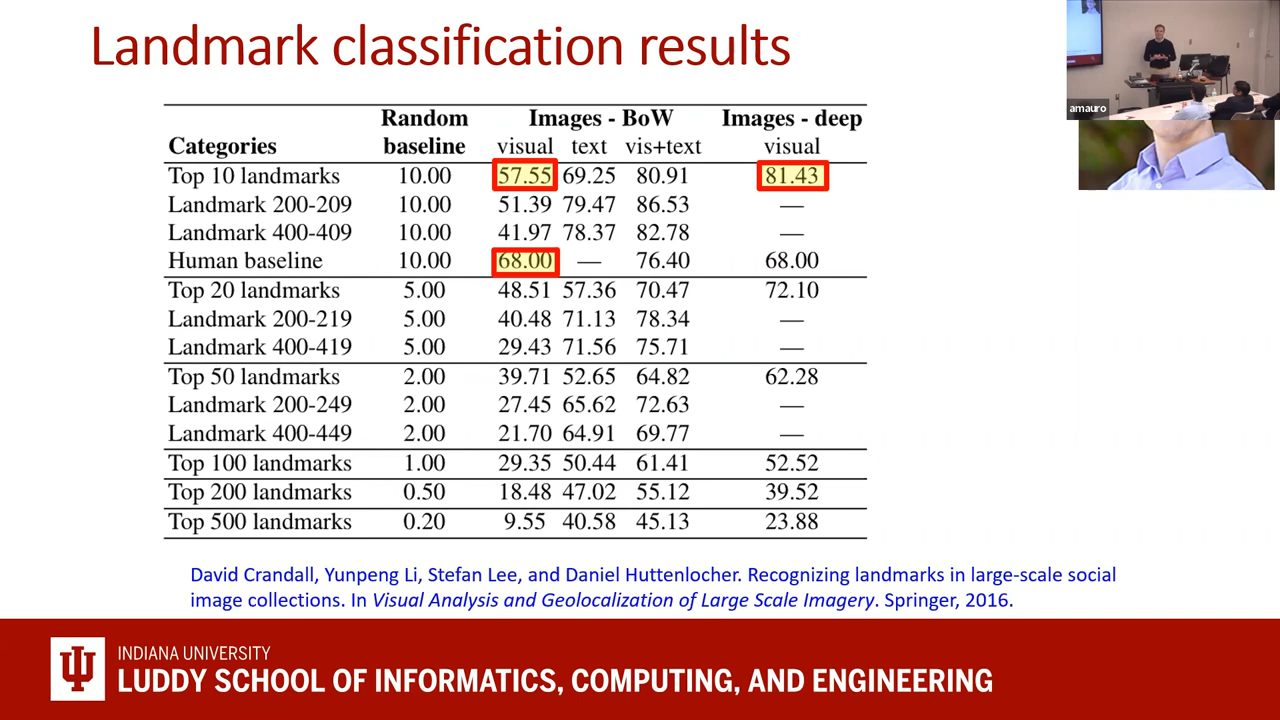 Landmark classification results
amauro
Random Images - BoW Images - deep
Categories baseline visual text vis+text visual
Top 10 landmarks 10.00 57.55 69.25 80.91 81.43
Landmark 200-209 10.00 51.39 79.47 86.53 —
Landmark 400-409 10.00 41.97 78.37 82.78 —
Human baseline 10.00 68.00 — 76.40 68.00
Top 20 landmarks 5.00 48.51 57.36 70.47 72.10
Landmark 200-219 5.00 40.48 71.13 78.34 —
Landmark 400-419 5.00 29.43 71.56 75.71 —
Top 50 landmarks 2.00 39.71 52.65 64.82 62.28
Landmark 200-249 2.00 27.45 65.62 72.63 —
Landmark 400-449 2.00 21.70 64.91 69.77 —
Top 100 landmarks 1.00 29.35 50.44 61.41 52.52
Top 200 landmarks 0.50 18.48 47.02 55.12 39.52
Top 500 landmarks 0.20 9.55 40.58 45.13 23.88
David Crandall, Yunpeng Li, Stefan Lee, and Daniel Huttenlocher. Recognizing landmarks in large-scale social
image collections. In Visual Analysis and Geolocalization of Large Scale Imagery. Springer, 2016.
INDIANA UNIVERSITY
LUDDY SCHOOL OF INFORMATICS, COMPUTING, AND ENGINEERING